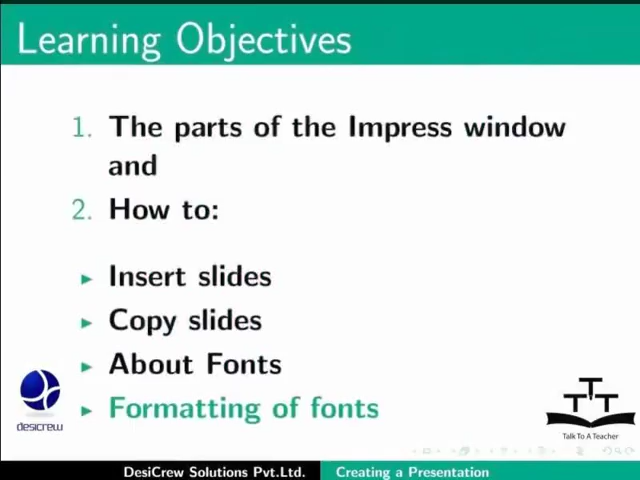 Learning Objectives
1. The parts of the Impress window
and
2. How to:
Insert slides
Copy slides
About Fonts
Formatting of fonts
desicrew
T T T
Talk To A Teacher
DesiCrew Solutions Pvt.Ltd. Creating a Presentation